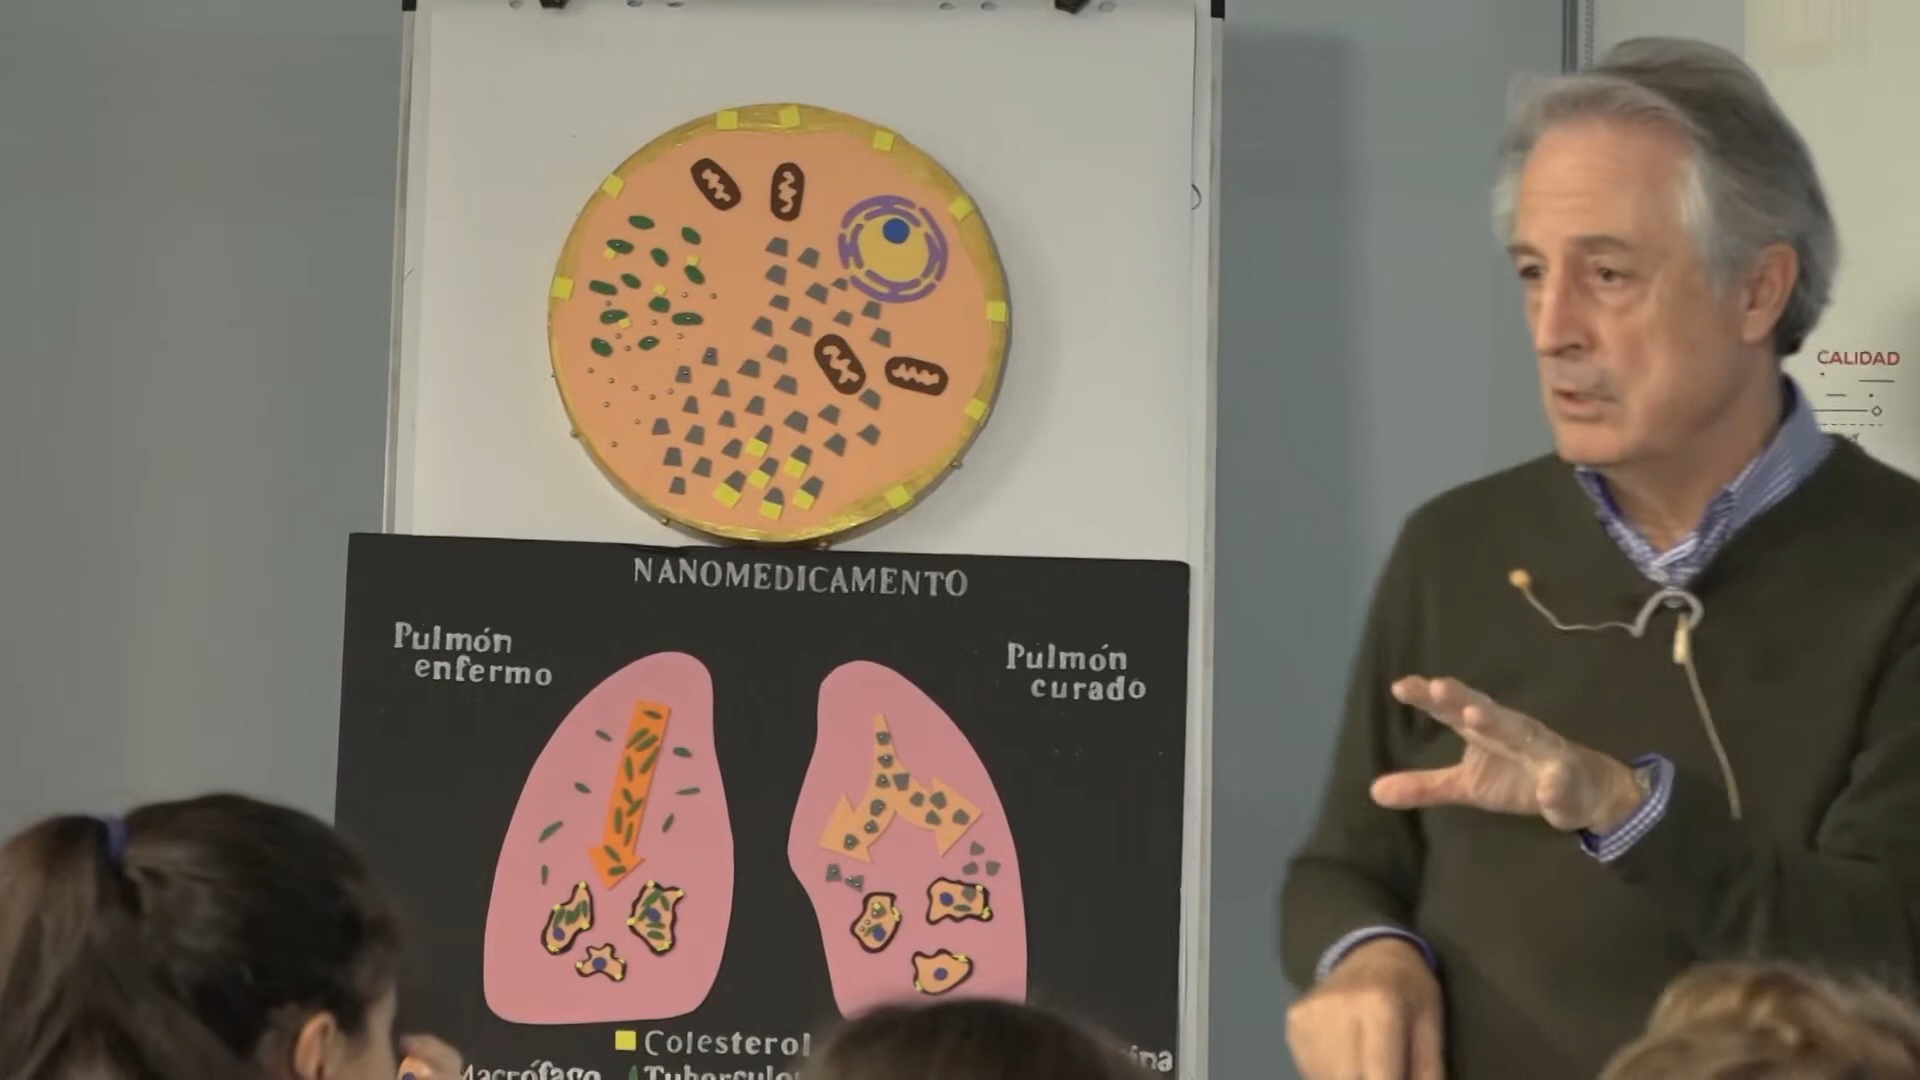 CALIDAD
NANOMEDICAMENTO
Pulmón
enfermo
Pulmón
curado
Colesterol